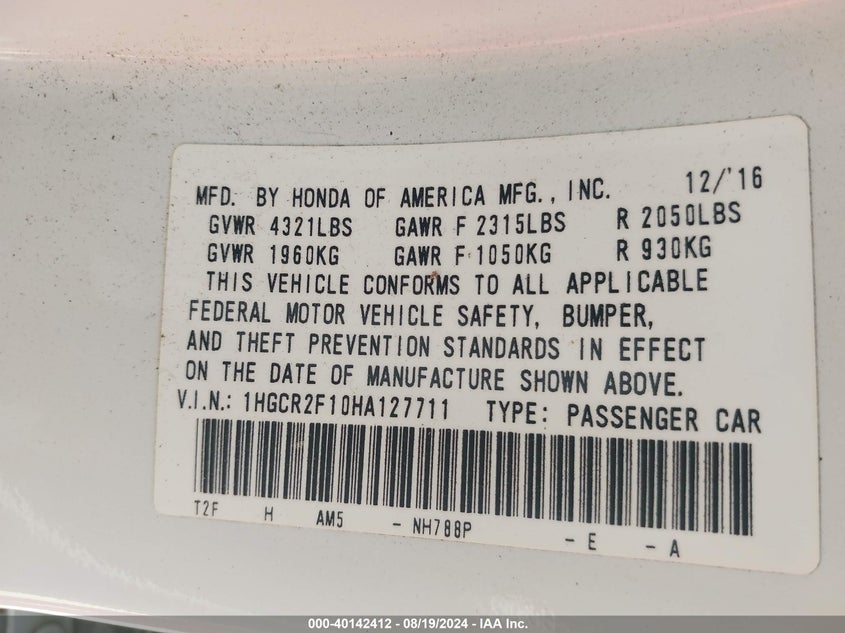 MFD. BY HONDA OF AMERICA MFG., INC. 12/'16
GVWR 4321LBS GAWR F 2315LBS R 2050LBS
GVWR 1960KG GAWR F 1050KG R 930KG
THIS VEHICLE CONFORMS TO ALL APPLICABLE
FEDERAL MOTOR VEHICLE SAFETY, BUMPER,
AND THEFT PREVENTION STANDARDS IN EFFECT
ON THE DATE OF MANUFACTURE SHOWN ABOVE.
V.I.N.: 1HGCR2F10HA127711 TYPE: PASSENGER CAR
T2F H AM5 - NH788P - E - A
000-40142412 - 08/19/2024 - IAA Inc.